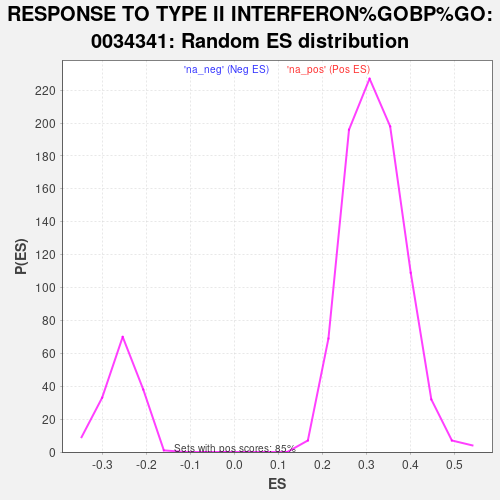 RESPONSE TO TYPE II INTERFERON%GOBP%GO:
0034341: Random ES distribution
'na_neg' (Neg ES) 'na_pos' (Pos ES)
220
200
180
160
140
120
100
80
60
40
20
0
P(ES)
Sets with pos scores: 85%
-0.3 -0.2 -0.1 0.0 0.1 0.2 0.3 0.4 0.5
ES